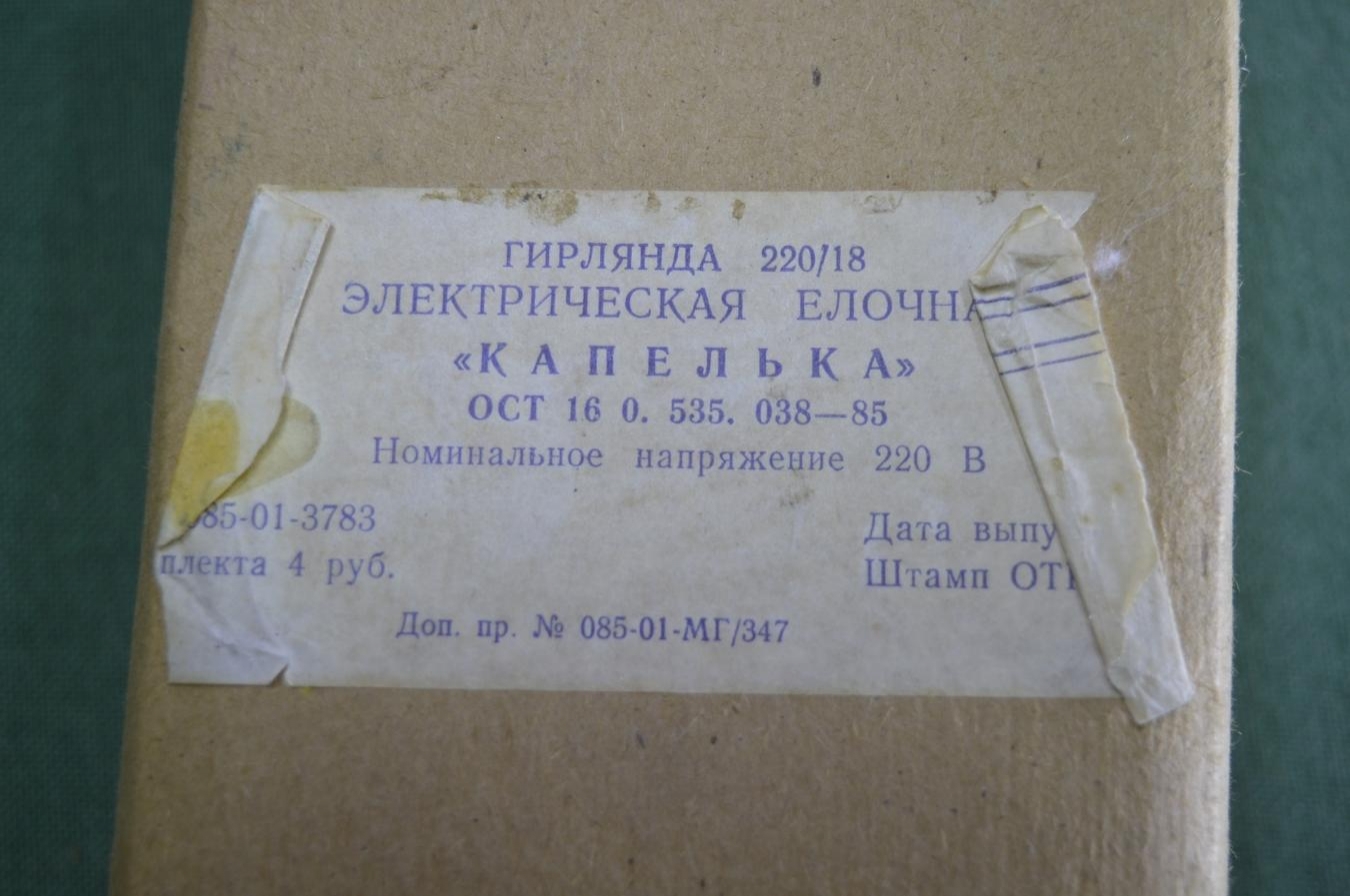 ГИРЛЯНДА 220/18
ЭЛЕКТРИЧЕСКАЯ ЕЛОЧНА
«КАПЕЛЬКА»
ОСТ 16 0. 535. 038—85
Номинальное напряжение 220 В
85-01-3783
плекта 4 руб.
Дата выпу
Штамп ОТ
Доп. пр. № 085-01-МГ/347